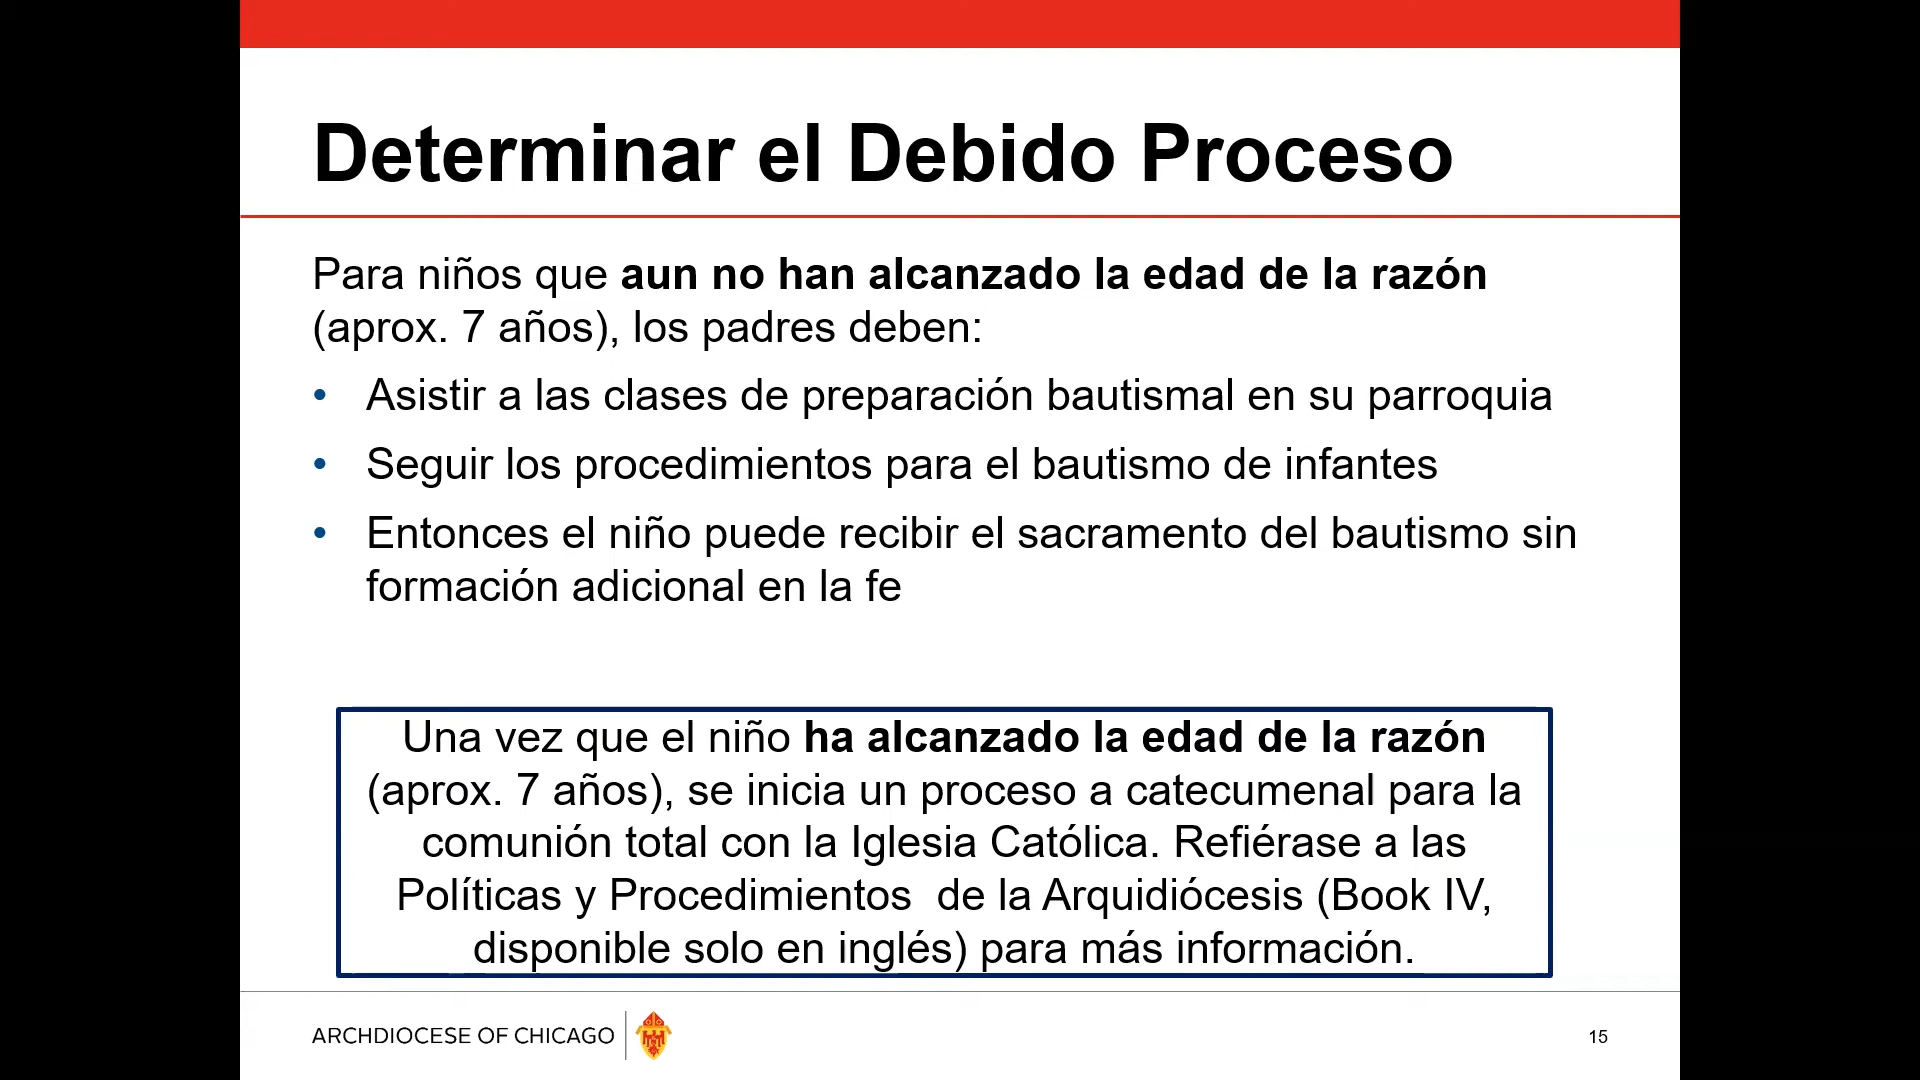 Determinar el Debido Proceso
Para niños que aun no han alcanzado la edad de la razón
(aprox. 7 años), los padres deben:
• Asistir a las clases de preparación bautismal en su parroquia
• Seguir los procedimientos para el bautismo de infantes
• Entonces el niño puede recibir el sacramento del bautismo sin
formación adicional en la fe
Una vez que el niño ha alcanzado la edad de la razón
(aprox. 7 años), se inicia un proceso a catecumenal para la
comunión total con la Iglesia Católica. Refiérase a las
Políticas y Procedimientos  de la Arquidiócesis (Book IV,
disponible solo en inglés) para más información.
ARCHDIOCESE OF CHICAGO
15